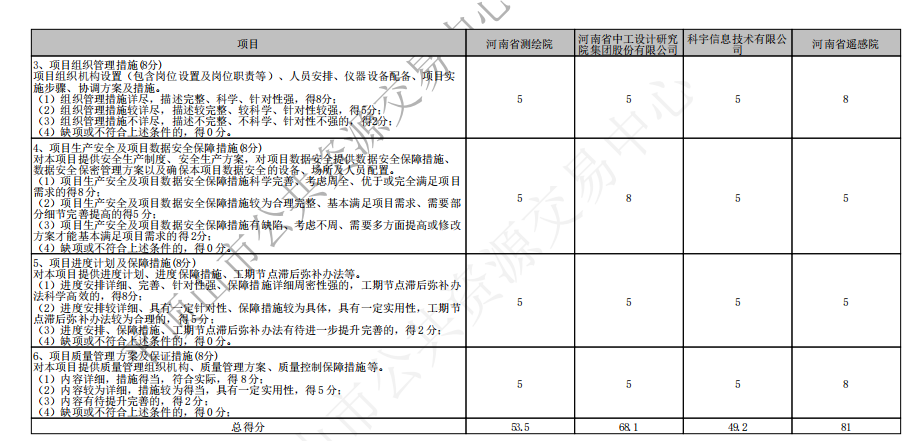 项目 河南省测绘院 河南省中工设计研究院集团股份有限公司 科宇信息技术有限公司 河南省遥感院
3、项目组织管理措施(8分)
项目组织机构设置（包含岗位设置及岗位职责等）、人员安排、仪器设备配备、项目实
施步骤、协调方案及措施。
（1）组织管理措施详尽，描述完整、科学、针对性强，得8分；
（2）组织管理措施较详尽，描述较完整、较科学、针对性较强，得5分；
（3）组织管理措施不详尽，描述不完整、不科学、针对性不强的，得2分；
（4）缺项或不符合上述条件的，得0分。
5 5 5 8
4、项目生产安全及项目数据安全保障措施(8分)
对本项目提供安全生产制度、安全生产方案，对项目数据安全提供数据安全保障措施、
数据安全保密管理方案以及确保本项目数据安全的设备、场所及人员配置。
（1）项目生产安全及项目数据安全保障措施科学完善、考虑周全、优于或完全满足项目
需求的得8分；
（2）项目生产安全及项目数据安全保障措施较为合理完整、基本满足项目需求、需要部
分细节完善提高的得5分；
（3）项目生产安全及项目数据安全保障措施有缺陷、考虑不周、需要多方面提高或修改
方案才能基本满足项目需求的得2分；
（4）缺项或不符合上述条件的，得0分。
5 8 5 5
5、项目进度计划及保障措施(8分)
对本项目提供进度计划、进度保障措施、工期节点滞后弥补办法等。
（1）进度安排详细、完善、针对性强、保障措施详细周密性强的，工期节点滞后弥补办
法科学高效的，得8分；
（2）进度安排较详细、具有一定针对性、保障措施较为具体，具有一定实用性，工期节
点滞后弥补办法较为合理的，得5分；
（3）进度安排、保障措施、工期节点滞后弥补办法有待进一步提升完善的，得2分；
（4）缺项或不符合上述条件的，得0分。
5 5 5 5
6、项目质量管理方案及保证措施(8分)
对本项目提供质量管理组织机构、质量管理方案、质量控制保障措施等。
（1）内容详细，措施得当，符合实际，得8分；
（2）内容较为详细，措施较为得当，具有一定实用性，得5分；
（3）内容有待提升完善的，得2分；
（4）缺项或不符合上述条件的，得0分；
5 5 5 8
总得分 53.5 68.1 49.2 81
山市公共资源交易中心
山市公共资源交易中心